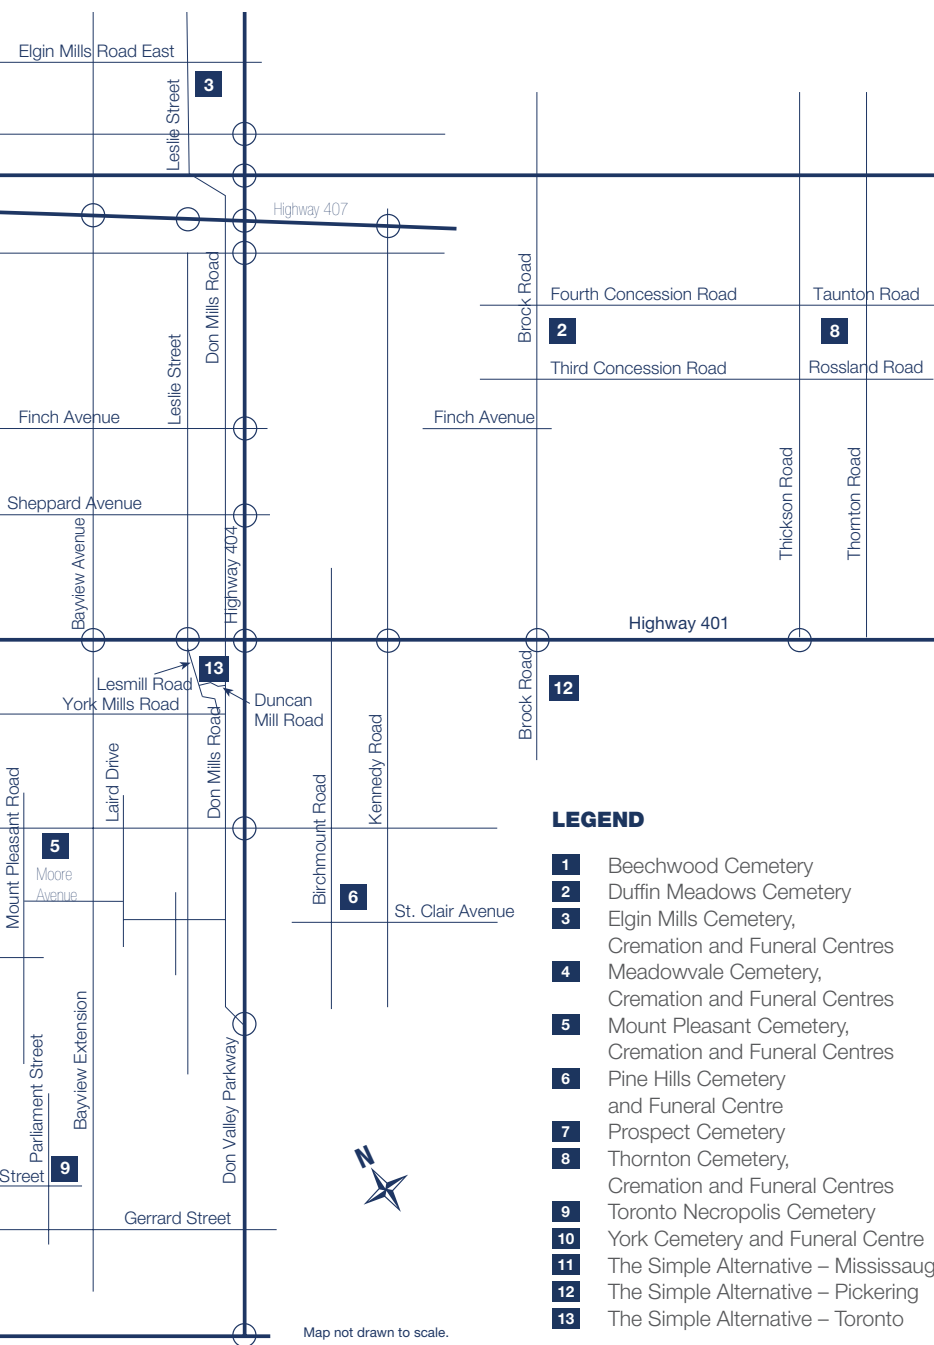 Elgin Mills Road East
3
Leslie Street
Highway 407
Don Mills Road
Brock Road
Fourth Concession Road
Taunton Road
2
8
Third Concession Road
Rossland Road
Leslie Street
Finch Avenue
Finch Avenue
Sheppard Avenue
Bayview Avenue
Highway 404
Thickson Road
Thornton Road
Highway 401
13
Lesmill Road
York Mills Road
Duncan
Mill Road
Brock Road
12
Don Mills Road
Laird Drive
Mount Pleasant Road
Kennedy Road
Birchmount Road
5
Moore
Avenue
6
St. Clair Avenue
Bayview Extension
Parliament Street
Don Valley Parkway
Street
9
N
Gerrard Street
Map not drawn to scale.
LEGEND
1 Beechwood Cemetery
2 Duffin Meadows Cemetery
3 Elgin Mills Cemetery,
Cremation and Funeral Centres
4 Meadowvale Cemetery,
Cremation and Funeral Centres
5 Mount Pleasant Cemetery,
Cremation and Funeral Centres
6 Pine Hills Cemetery
and Funeral Centre
7 Prospect Cemetery
8 Thornton Cemetery,
Cremation and Funeral Centres
9 Toronto Necropolis Cemetery
10 York Cemetery and Funeral Centre
11 The Simple Alternative – Mississaug
12 The Simple Alternative – Pickering
13 The Simple Alternative – Toronto